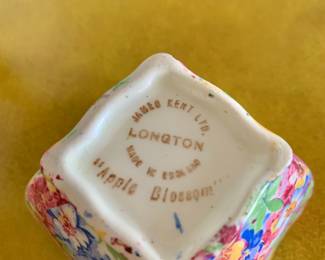 JAMES KENT LTD.
LONGTON
MADE IN ENGLAND
"Apple Blossom"